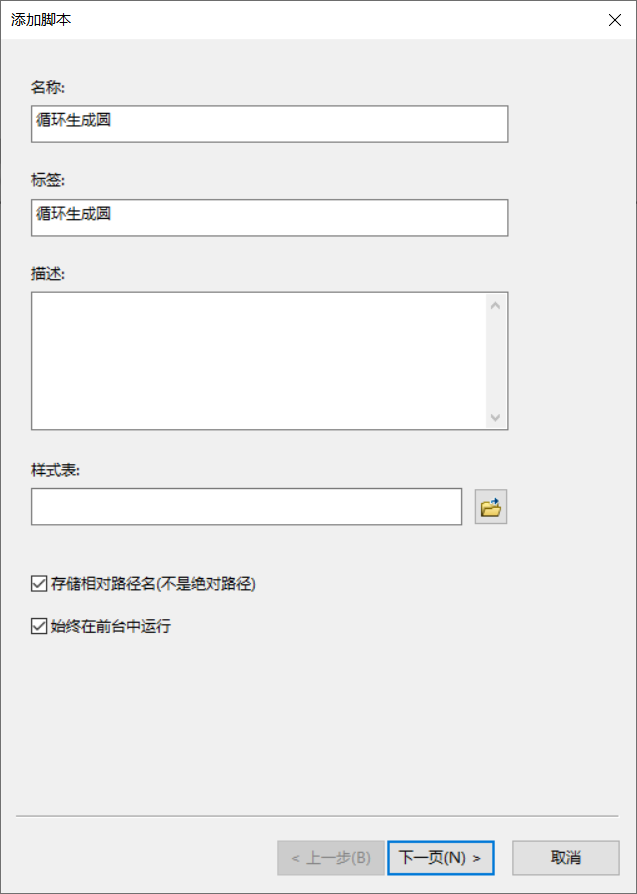 添加脚本
名称:
循环生成圆
标签:
循环生成圆
描述:
样式表:
存储相对路径名(不是绝对路径)
始终在前台中运行
< 上一步(B)
下一页(N) >
取消